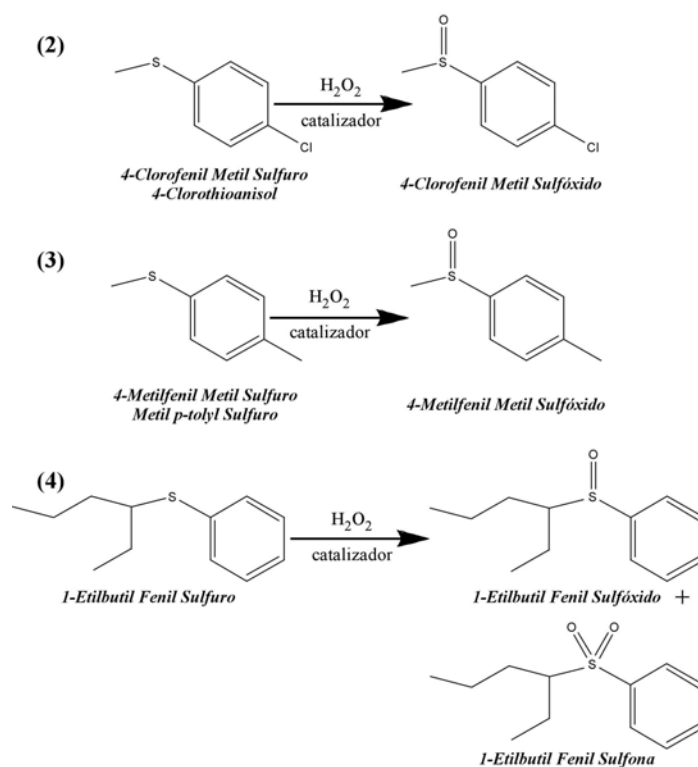 (2)
S
Cl
4-Clorofenil Metil Sulfuro
4-Clorothioanisol
H₂O₂
catalizador
O
S
Cl
4-Clorofenil Metil Sulfóxido
(3)
S
4-Metilfenil Metil Sulfuro
Metil p-tolyl Sulfuro
H₂O₂
catalizador
O
S
4-Metilfenil Metil Sulfóxido
(4)
S
1-Etilbutil Fenil Sulfuro
H₂O₂
catalizador
O
S
1-Etilbutil Fenil Sulfóxido +
O O
S
1-Etilbutil Fenil Sulfona